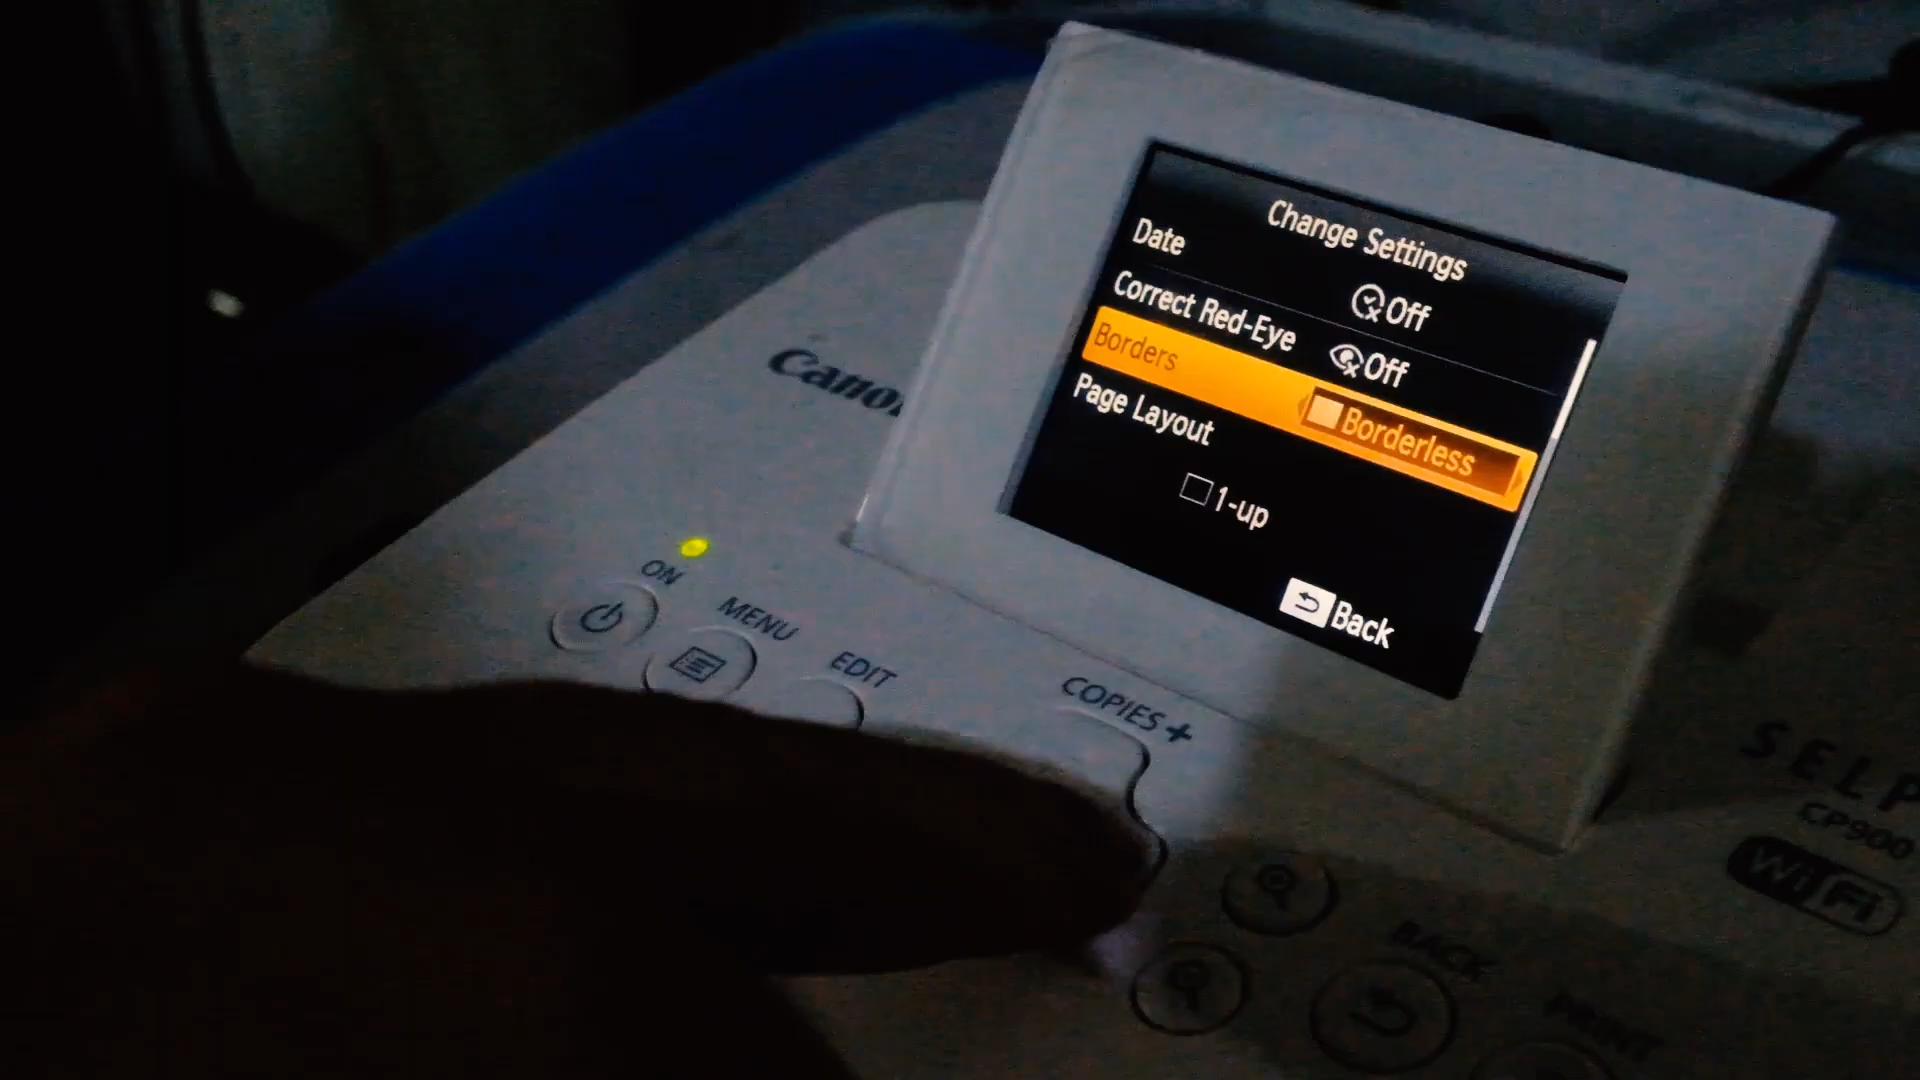 Change Settings
Date
Off
Correct Red-Eye
Off
Borders
Borderless
Page Layout
1-up
Back
Canon
ON
MENU
EDIT
COPIES +
SELP
CP900
WiFi
BACK
PRINT